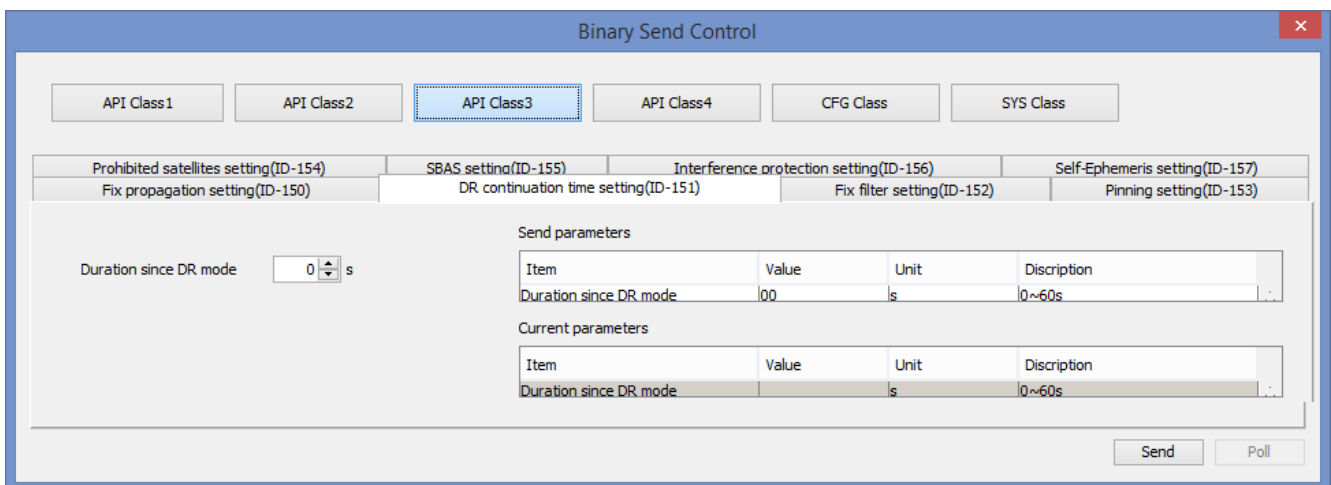 Binary Send Control
API Class1 API Class2 API Class3 API Class4 CFG Class SYS Class
Prohibited satellites setting(ID-154) SBAS setting(ID-155) Interference protection setting(ID-156) Self-Ephemeris setting(ID-157)
Fix propagation setting(ID-150) DR continuation time setting(ID-151) Fix filter setting(ID-152) Pinning setting(ID-153)
Send parameters
Duration since DR mode 0 s
Item Value Unit Discription
Duration since DR mode 00 s 0~60s
Current parameters
Item Value Unit Discription
Duration since DR mode s 0~60s
Send Poll